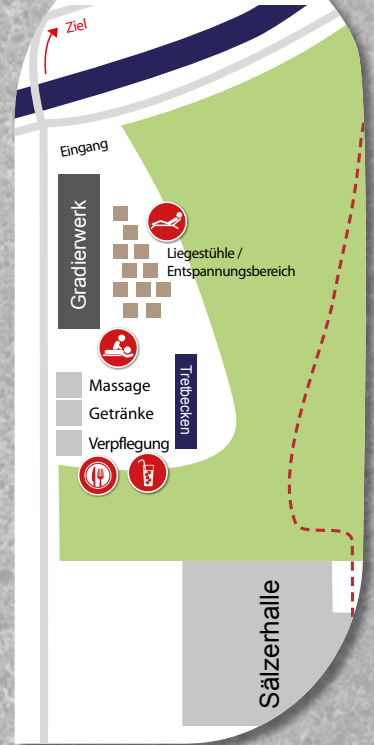 Ziel
Eingang
Gradierwerk
Liegestühle /
Entspannungsbereich
Massage
Getränke
Verpflegung
Tretbecken
Sälzerhalle